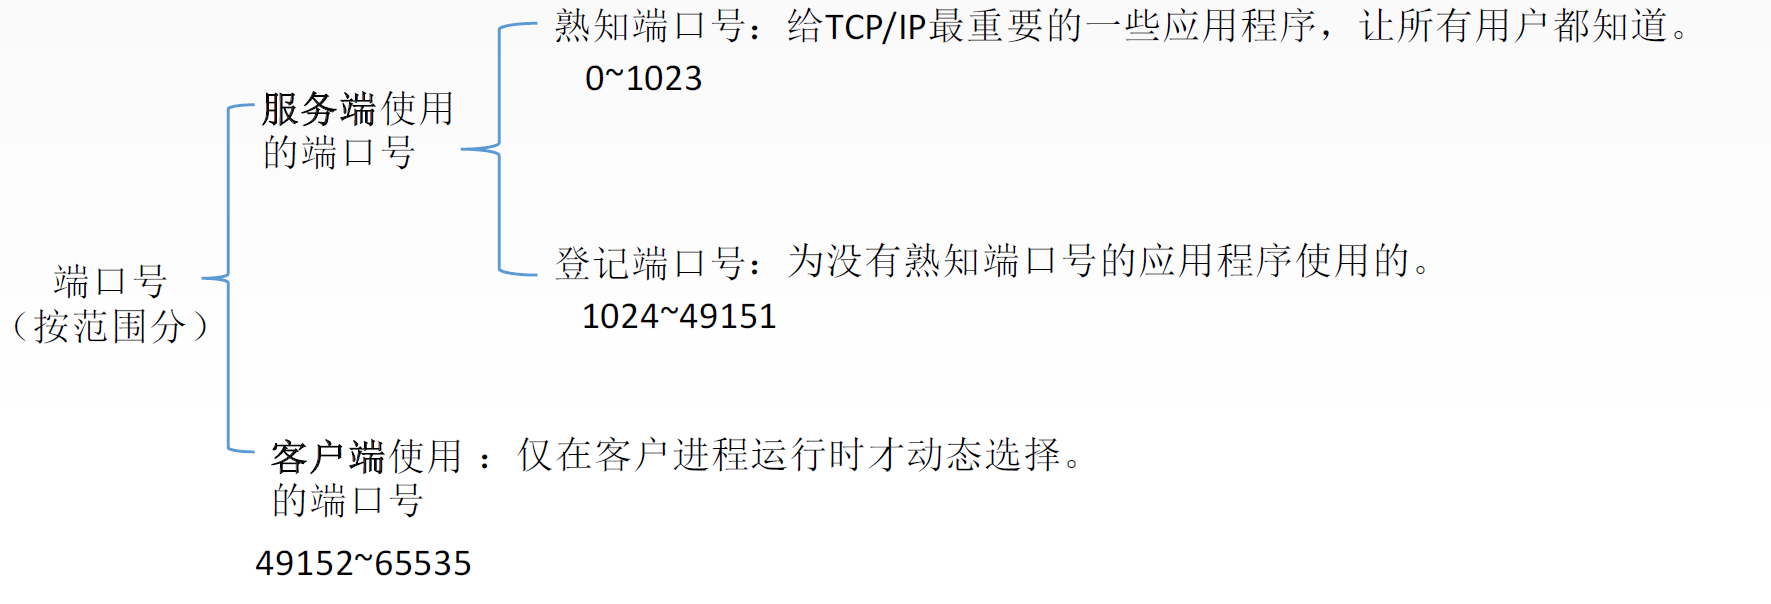 熟知端口号：给TCP/IP最重要的一些应用程序，让所有用户都知道。
0~1023
服务端使用
的端口号
登记端口号：为没有熟知端口号的应用程序使用的。
1024~49151
端口号
（按范围分）
客户端使用：仅在客户进程运行时才动态选择。
的端口号
49152~65535